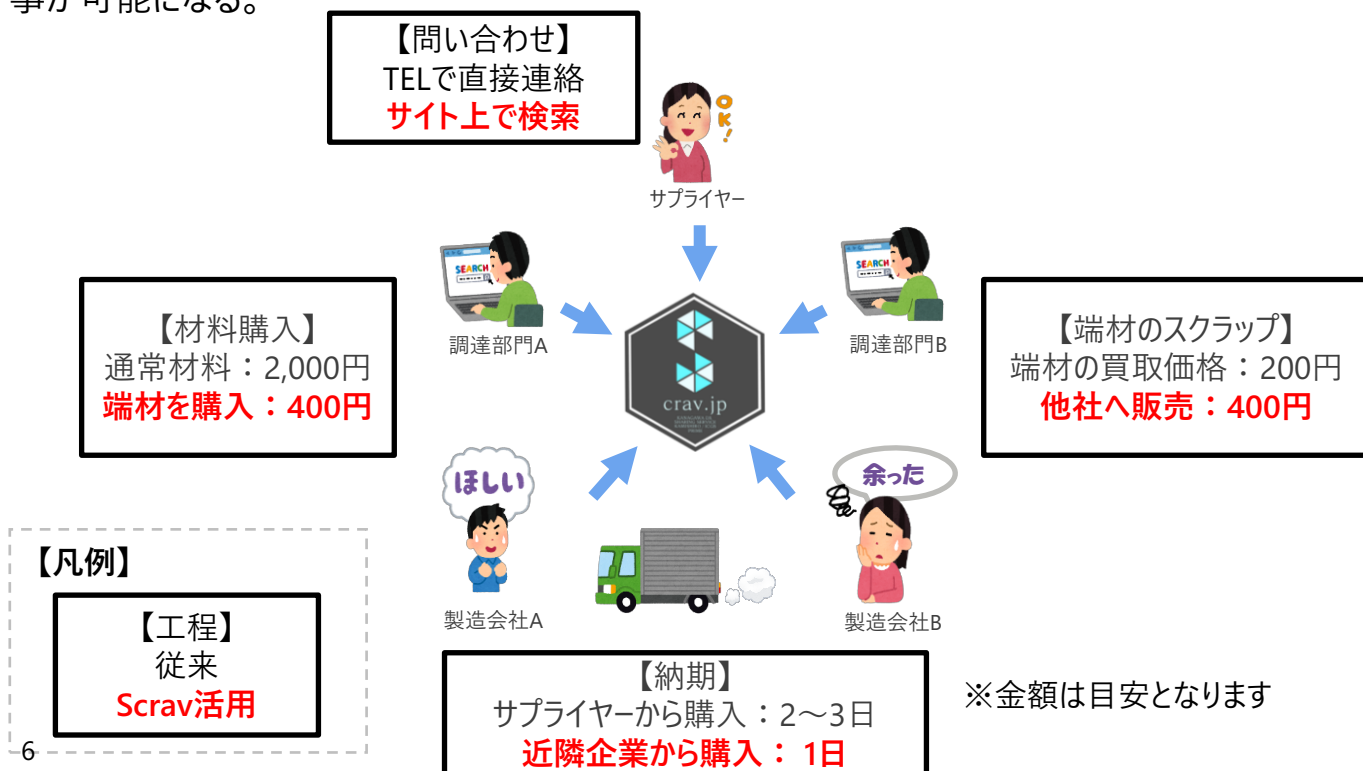 事が可能になる。
【問い合わせ】
TELで直接連絡
サイト上で検索
OK!
サプライヤー
SEARCH
調達部門A
SEARCH
調達部門B
【材料購入】
通常材料：2,000円
端材を購入：400円
crav.jp
【端材のスクラップ】
端材の買取価格：200円
他社へ販売：400円
ほしい
製造会社A
余った
製造会社B
【凡例】
【工程】
従来
Scrav活用
【納期】
サプライヤーから購入：2～3日
近隣企業から購入： 1日
※金額は目安となります
6